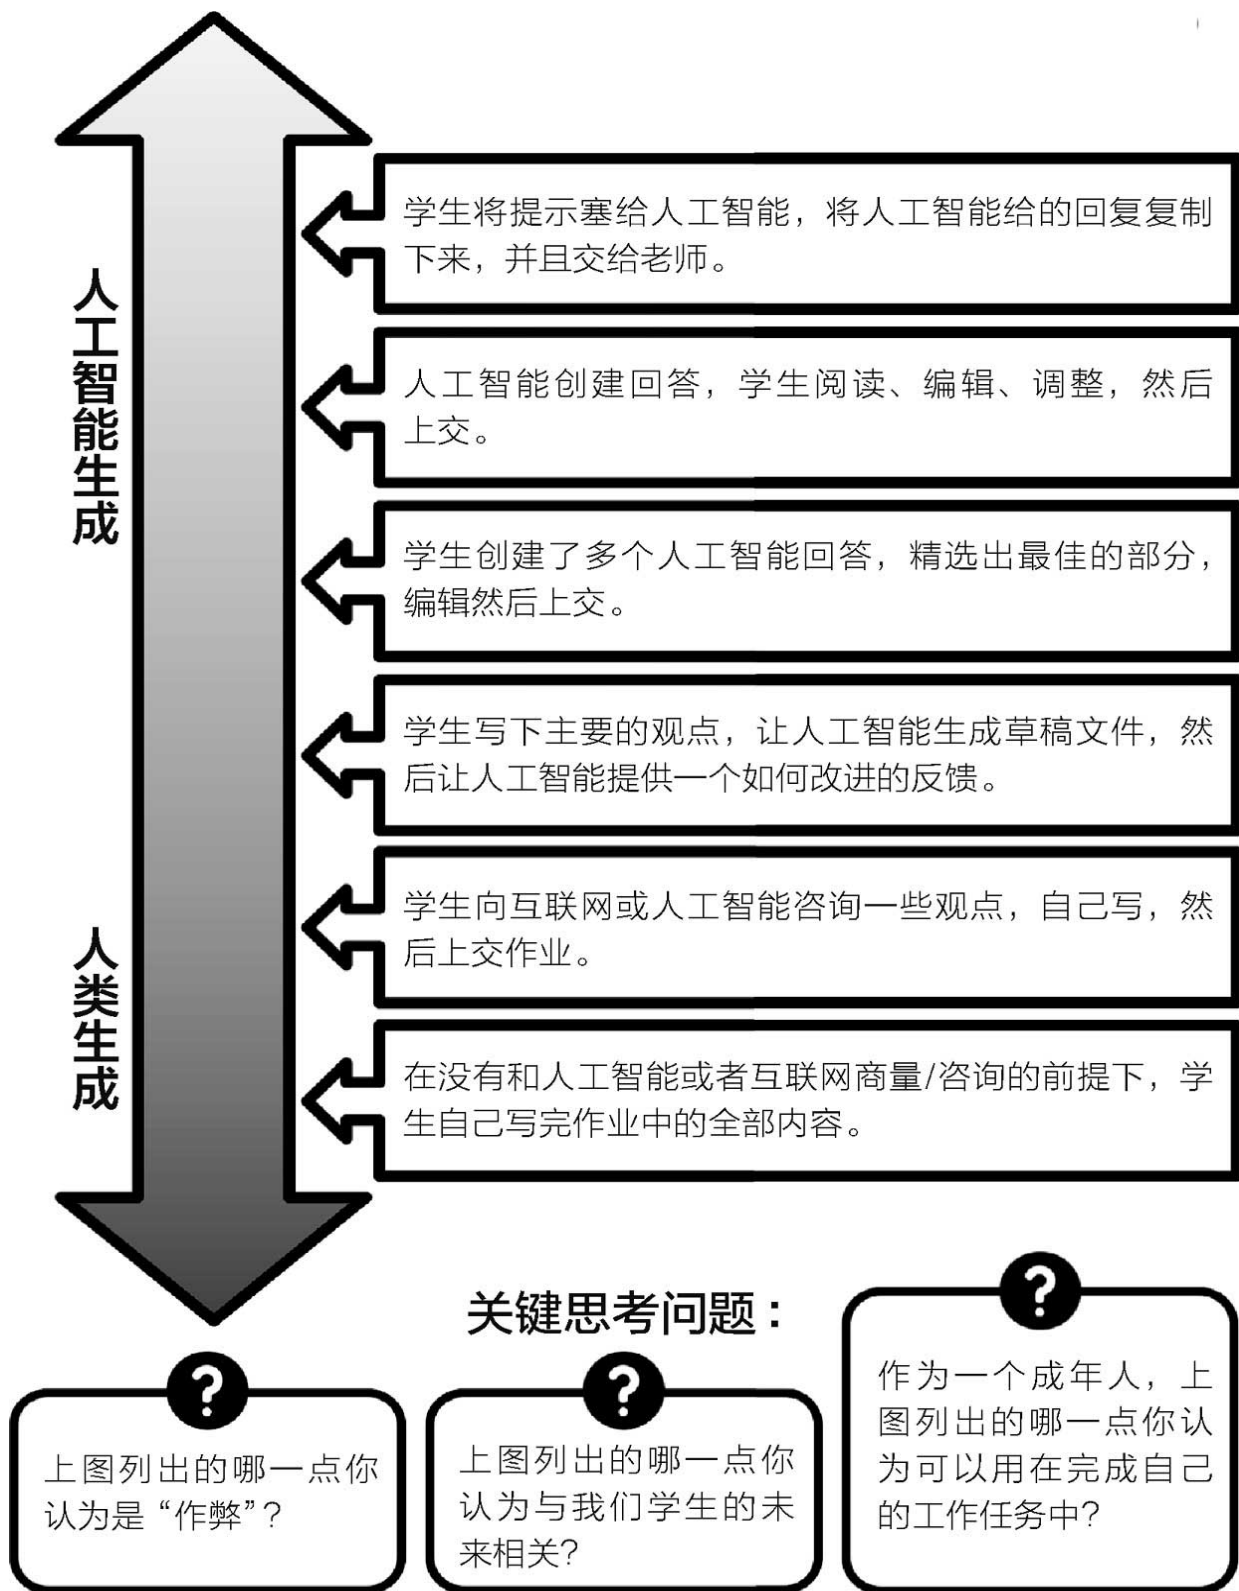 人工智能生成
人类生成
学生将提示塞给人工智能，将人工智能给的回复复制
下来，并且交给老师。
人工智能创建回答，学生阅读、编辑、调整，然后
上交。
学生创建了多个人工智能回答，精选出最佳的部分，
编辑然后上交。
学生写下主要的观点，让人工智能生成草稿文件，然
后让人工智能提供一个如何改进的反馈。
学生向互联网或人工智能咨询一些观点，自己写，然
后上交作业。
在没有和人工智能或者互联网商量/咨询的前提下，学
生自己写完作业中的全部内容。
关键思考问题：
?
上图列出的哪一点你
认为是“作弊”?
?
上图列出的哪一点你
认为与我们学生的未
来相关?
?
作为一个成年人，上
图列出的哪一点你认
为可以用在完成自己
的工作任务中?